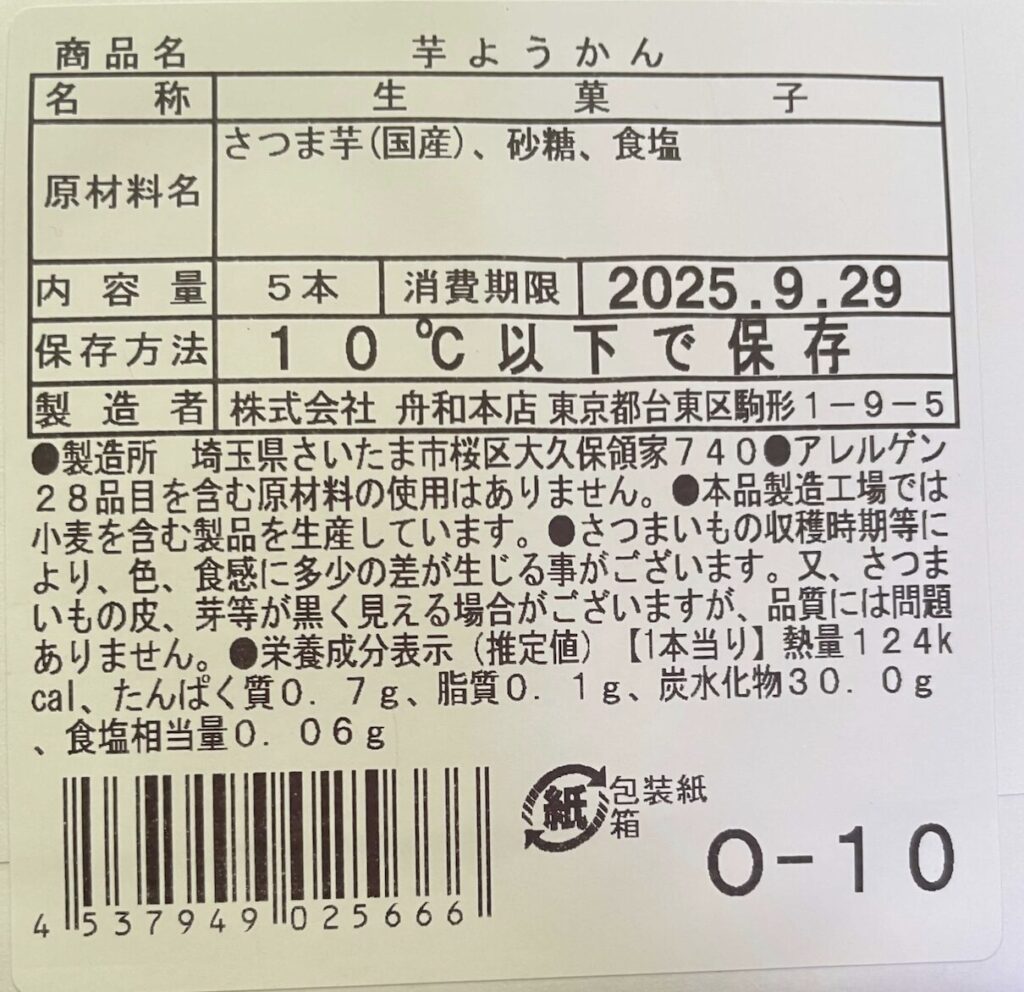 商品名 芋ようかん
名称 生菓子
原材料名 さつま芋(国産)、砂糖、食塩
内容量 5本 消費期限 2025.9.29
保存方法 10℃以下で保存
製造者 株式会社 舟和本店 東京都台東区駒形1-9-5
●製造所 埼玉県さいたま市桜区大久保領家740●アレルゲン
28品目を含む原材料の使用はありません。●本品製造工場では
小麦を含む製品を生産しています。●さつまいもの収穫時期等に
より、色、食感に多少の差が生じる事がございます。又、さつま
いもの皮、芽等が黒く見える場合がございますが、品質には問題
ありません。●栄養成分表示(推定値)【1本当り】熱量124k
cal、たんぱく質0.7g、脂質0.1g、炭水化物30.0g
、食塩相当量0.06g
紙 包装紙
箱
O-10
4537949025666